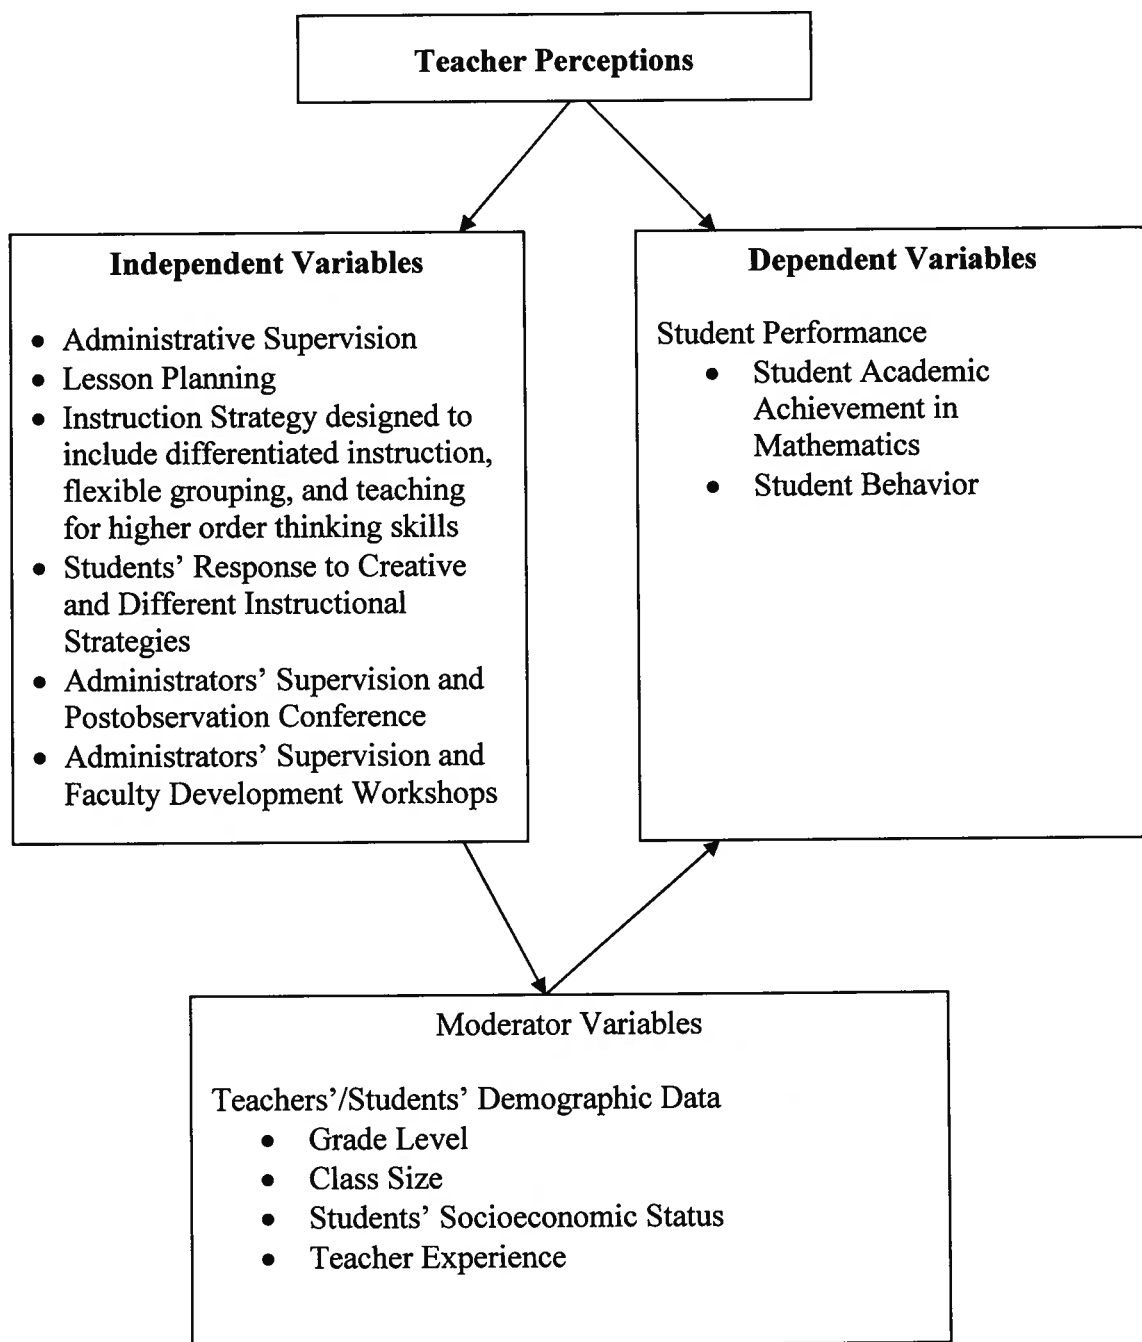 Teacher Perceptions
Independent Variables
• Administrative Supervision
• Lesson Planning
• Instruction Strategy designed to
include differentiated instruction,
flexible grouping, and teaching
for higher order thinking skills
• Students’ Response to Creative
and Different Instructional
Strategies
• Administrators’ Supervision and
Postobservation Conference
• Administrators’ Supervision and
Faculty Development Workshops
Dependent Variables
Student Performance
• Student Academic
Achievement in
Mathematics
• Student Behavior
Moderator Variables
Teachers’/Students’ Demographic Data
• Grade Level
• Class Size
• Students’ Socioeconomic Status
• Teacher Experience